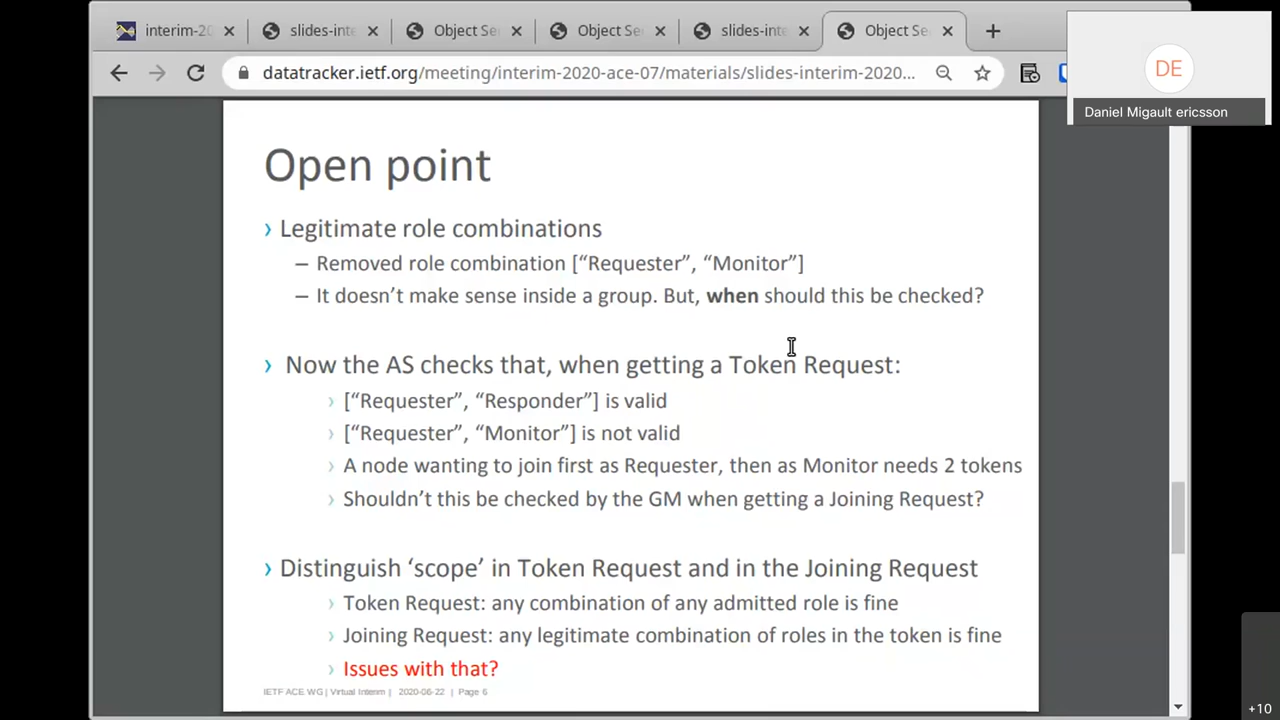 interim-20
slides-inte
Object Se
Object Se
slides-inte
Object Se
datatracker.ietf.org/meeting/interim-2020-ace-07/materials/slides-interim-2020...
DE
Daniel Migault ericsson
Open point
› Legitimate role combinations
– Removed role combination [“Requester”, “Monitor”]
– It doesn’t make sense inside a group. But, when should this be checked?
› Now the AS checks that, when getting a Token Request:
› [“Requester”, “Responder”] is valid
› [“Requester”, “Monitor”] is not valid
› A node wanting to join first as Requester, then as Monitor needs 2 tokens
› Shouldn’t this be checked by the GM when getting a Joining Request?
› Distinguish ‘scope’ in Token Request and in the Joining Request
› Token Request: any combination of any admitted role is fine
› Joining Request: any legitimate combination of roles in the token is fine
› Issues with that?
IETF ACE WG | Virtual Interim | 2020-06-22 | Page 6
+10